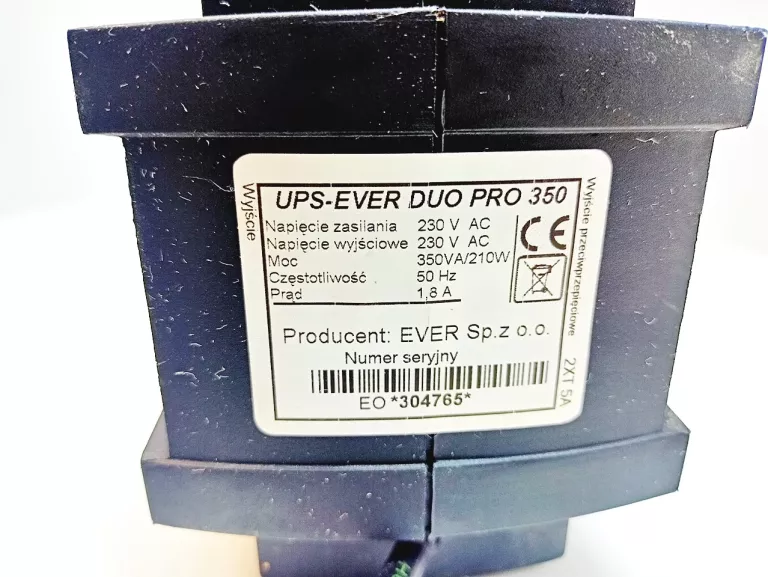 UPS-EVER DUO PRO 350
Napięcie zasilania 230 V AC
Napięcie wyjściowe 230 V AC
Moc 350VA/210W
Częstotliwość 50 Hz
Prąd 1,8 A
CE
Producent: EVER Sp.z o.o.
Numer seryjny
EO *304765*
Wyjście
Wyjście przeciwprzepięciowe
2XT 5A